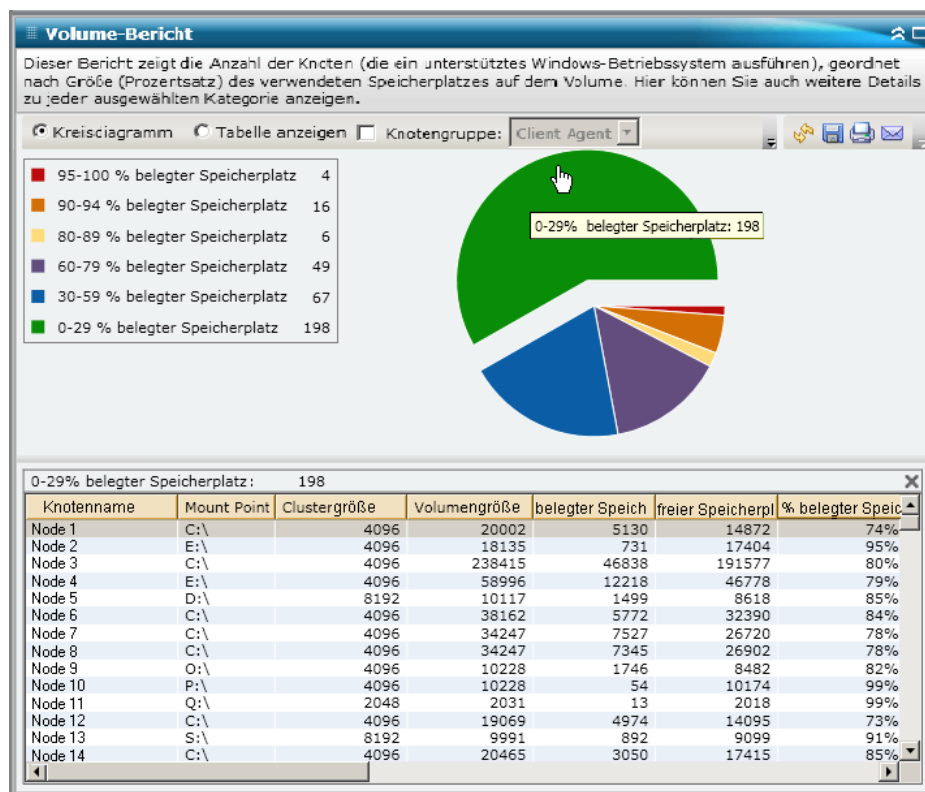 Volume-Bericht
Dieser Bericht zeigt die Anzahl der Knoten (die ein unterstütztes Windows-Betriebssystem ausführen), geordnet
nach Größe (Prozentsatz) des verwendeten Speicherplatzes auf dem Volume. Hier können Sie auch weitere Details
zu jeder ausgewählten Kategorie anzeigen.
Kreisdiagramm Tabelle anzeigen Knotengruppe: Client Agent
95-100 % belegter Speicherplatz 4
90-94 % belegter Speicherplatz 16
80-89 % belegter Speicherplatz 6
60-79 % belegter Speicherplatz 49
30-59 % belegter Speicherplatz 67
0-29 % belegter Speicherplatz 198
0-29% belegter Speicherplatz: 198
0-29% belegter Speicherplatz: 198
Knotenname Mount Point Clustergröße Volumengröße belegter Speich freier Speicherpl % belegter Speic
Node 1 C:\ 4096 20002 5130 14872 74%
Node 2 E:\ 4096 18135 731 17404 95%
Node 3 C:\ 4096 238415 46838 191577 80%
Node 4 E:\ 4096 58996 12218 46778 79%
Node 5 D:\ 8192 10117 1499 8618 85%
Node 6 C:\ 4096 38162 5772 32390 84%
Node 7 C:\ 4096 34247 7527 26720 78%
Node 8 C:\ 4096 34247 7345 26902 78%
Node 9 O:\ 4096 10228 1746 8482 82%
Node 10 P:\ 4096 10228 54 10174 99%
Node 11 Q:\ 2048 2031 13 2018 99%
Node 12 C:\ 4096 19069 4974 14095 73%
Node 13 S:\ 8192 9991 892 9099 91%
Node 14 C:\ 4096 20465 3050 17415 85%